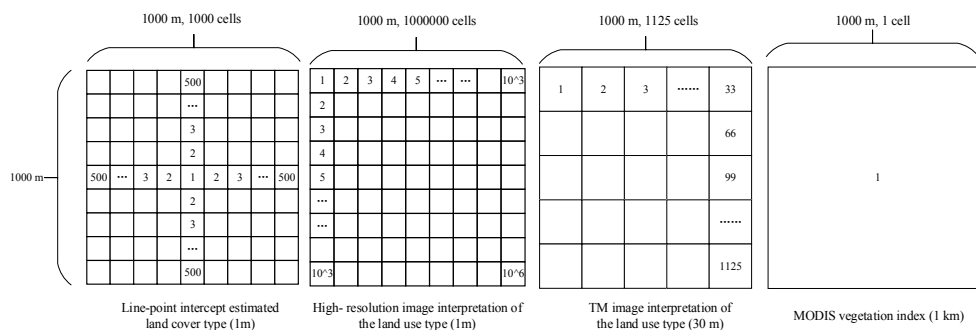 1000 m, 1000 cells
1000 m, 1000000 cells
1000 m, 1125 cells
1000 m, 1 cell
1000 m
500
...
3
2
500 ... 3 2 1 2 3 ... 500
2
3
...
500
1 2 3 4 5 ... ... 10^3
2
3
4
5
...
...
10^3 10^6
1 2 3 ...... 33
66
99
......
1125
1
Line-point intercept estimated
land cover type (1m)
High- resolution image interpretation of
the land use type (1m)
TM image interpretation of
the land use type (30 m)
MODIS vegetation index (1 km)